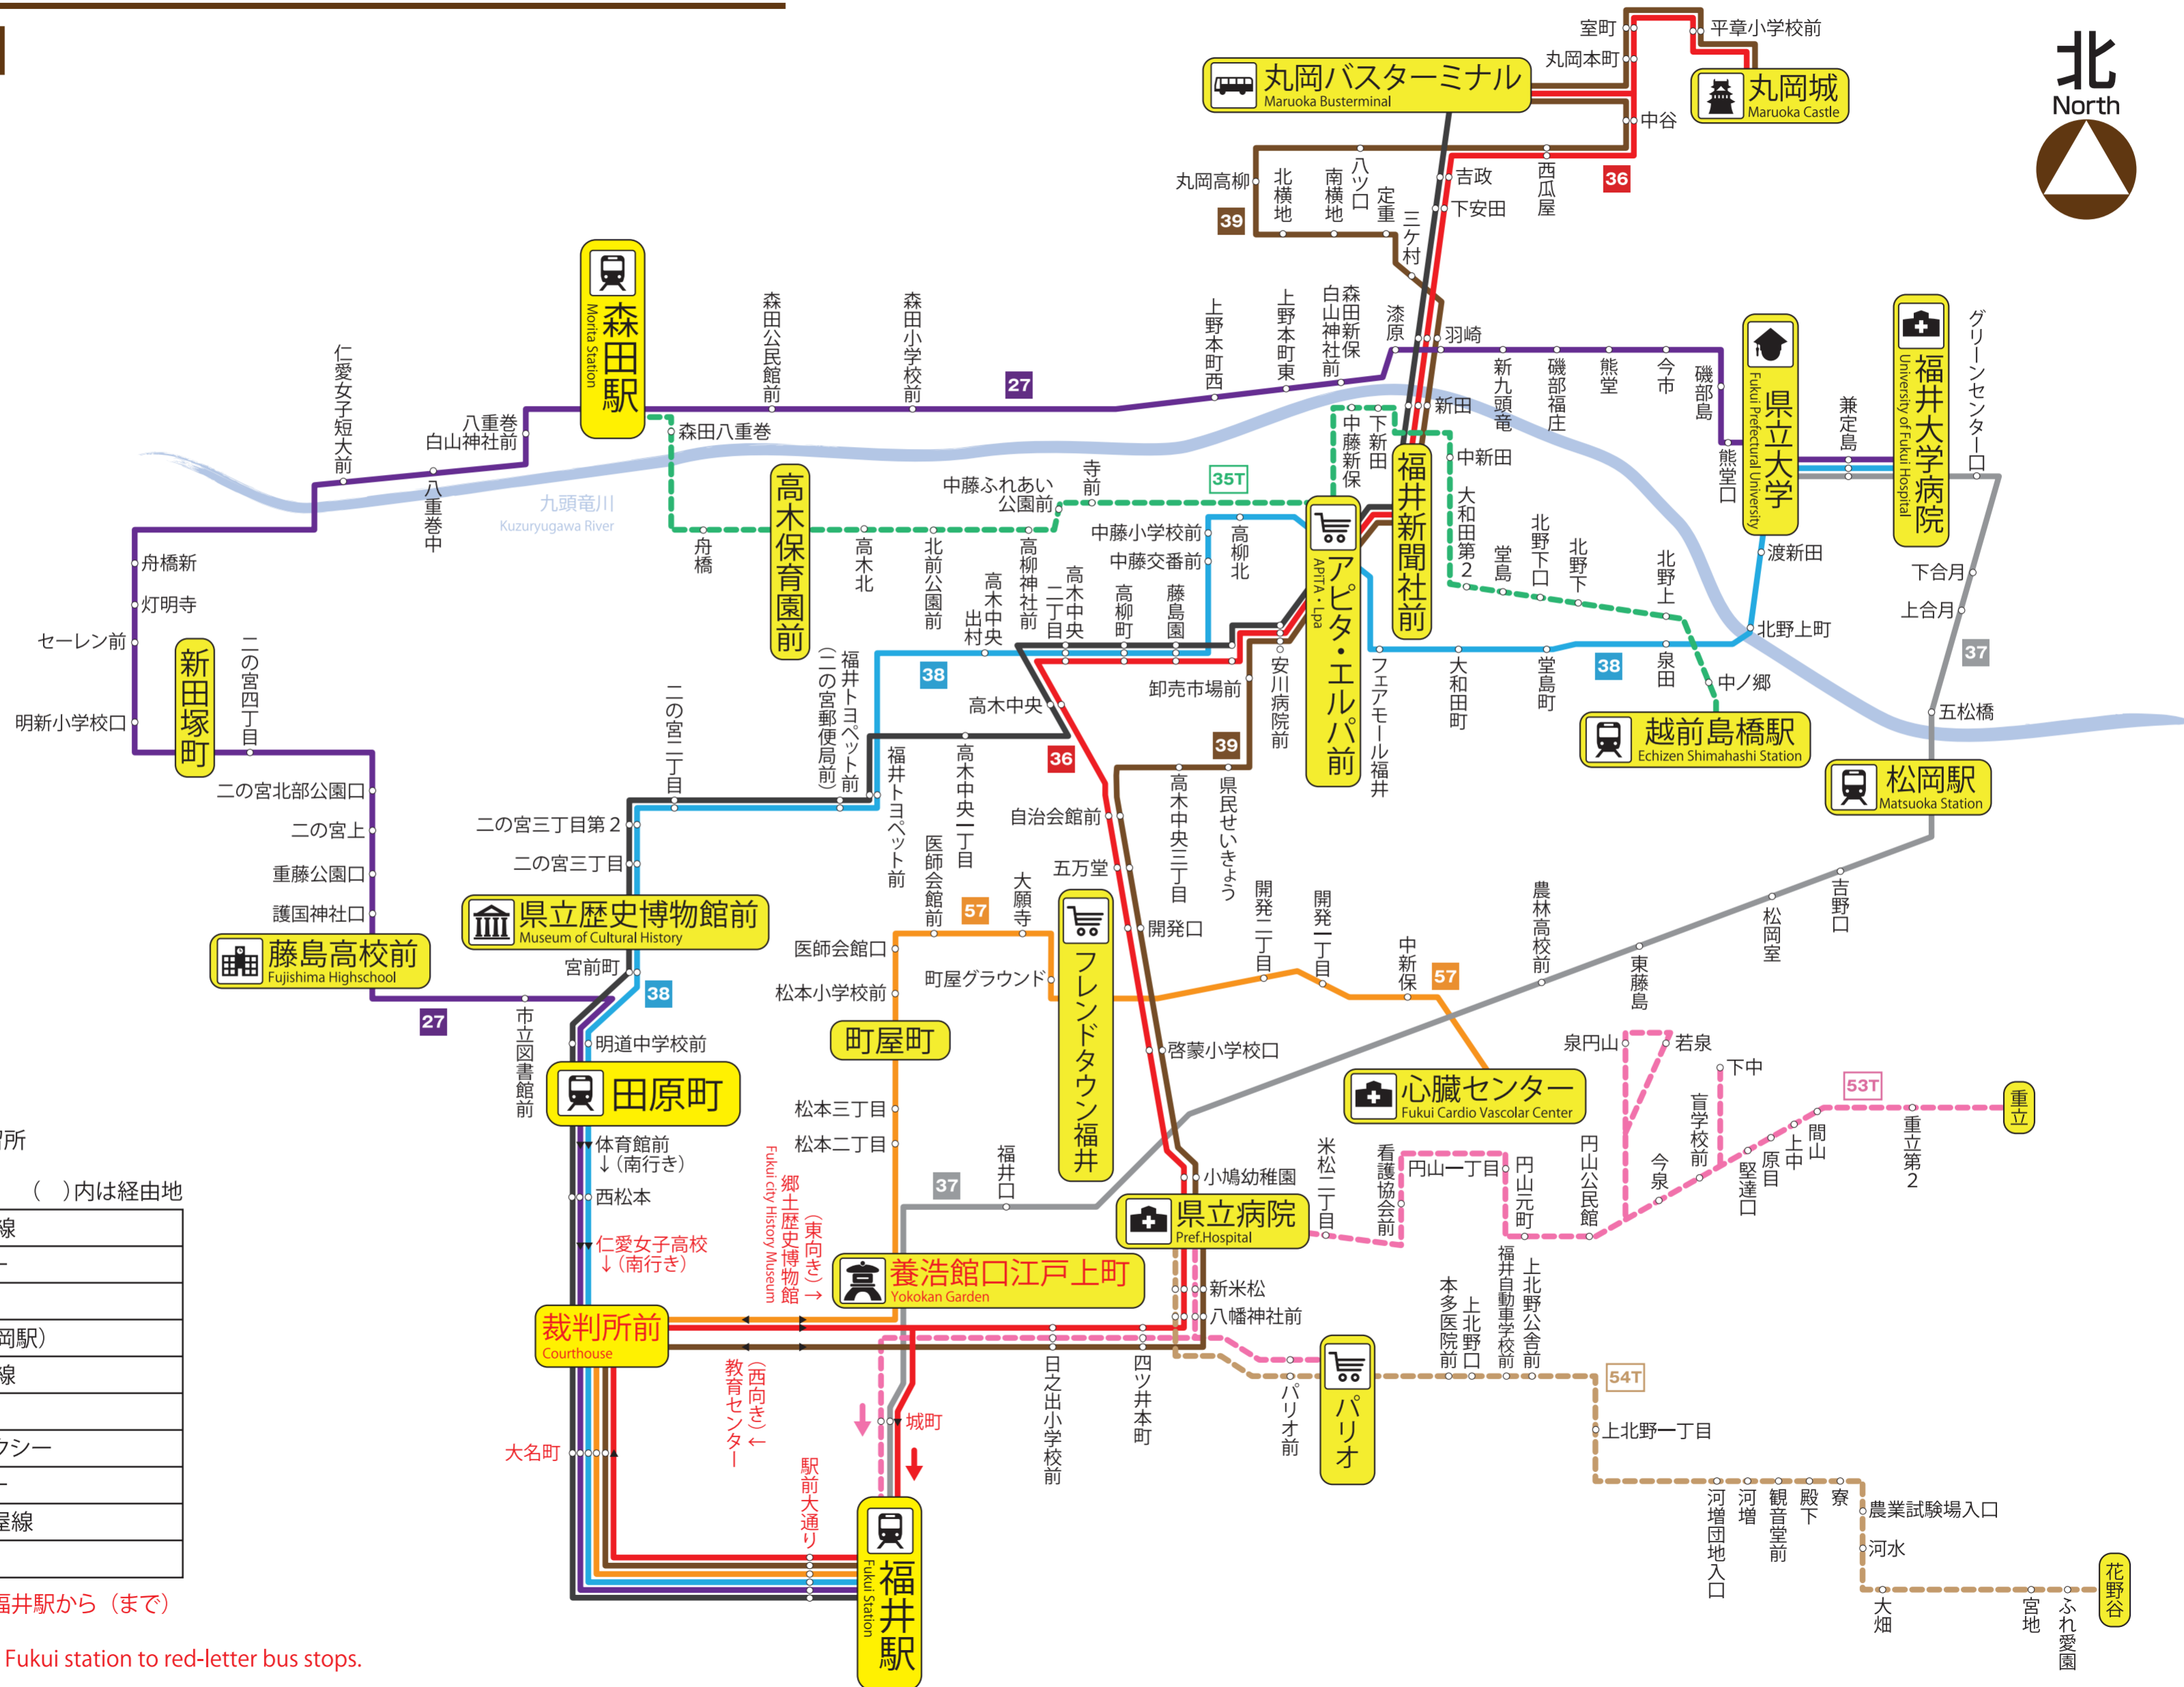 北
North
室町
平章小学校前
丸岡本町
丸岡バスターミナル
Maruoka Busterminal
丸岡城
Maruoka Castle
中谷
丸岡高柳
北横地
南横地
八ツ口
定重
三ケ村
吉政
下安田
西瓜屋
36
39
森田駅
Morita Station
森田公民館前
森田小学校前
27
上野本町西
上野本町東
白山神社前
森田新保
漆原
羽崎
新田
新九頭竜
磯部福庄
熊堂
今市
磯部島
熊堂口
県立大学
Fukui Prefectural University
兼定島
福井大学病院
University of Fukui Hospital
グリーンセンター口
仁愛女子短大前
八重巻
白山神社前
八重巻中
森田八重巻
九頭竜川
Kuzuryugawa River
高木保育園前
中藤ふれあい
公園前
寺前
35T
中藤新保
下新田
中新田
福井新聞社前
大和田第2
堂島
北野下口
北野下
北野上
渡新田
下合月
上合月
37
舟橋新
灯明寺
セーレン前
新田塚町
二の宮四丁目
明新小学校口
舟橋
高木北
北前公園前
高柳神社前
中藤小学校前
中藤交番前
高柳北
アピタ・エルパ前
APiTA・Lpa
高木中央
出村
高木中央
二丁目
高柳町
藤島園
38
卸売市場前
安川病院前
フェアモール福井
大和田町
堂島町
38
泉田
北野上町
中ノ郷
越前島橋駅
Echizen Shimahashi Station
五松橋
松岡駅
Matsuoka Station
二の宮北部公園口
二の宮上
重藤公園口
護国神社口
藤島高校前
Fujishima Highschool
二の宮二丁目
福井トヨペット前
（二の宮郵便局前）
福井トヨペット前
高木中央
高木中央一丁目
36
39
高木中央三丁目
県民せいきょう
二の宮三丁目第２
二の宮三丁目
県立歴史博物館前
Museum of Cultural History
宮前町
38
27
市立図書館前
明道中学校前
田原町
自治会館前
五万堂
医師会館前
57
大願寺
医師会館口
松本小学校前
町屋グラウンド
町屋町
フレンドタウン福井
開発口
開発二丁目
開発一丁目
中新保
57
農林高校前
東藤島
松岡室
吉野口
啓蒙小学校口
心臓センター
Fukui Cardio Vascolar Center
泉円山
若泉
下中
53T
重立
松本三丁目
松本二丁目
体育館前
↓（南行き）
西松本
仁愛女子高校
↓（南行き）
郷土歴史博物館
（東向き）→
Fukui city History Museum
37
福井口
小鳩幼稚園
県立病院
Pref.Hospital
米松二丁目
看護協会前
円山一丁目
円山元町
円山公民館
今泉
盲学校前
堅達口
原目
上中
間山
重立第2
養浩館口江戸上町
Yokokan Garden
新米松
八幡神社前
裁判所前
Courthouse
教育センター
（西向き）←
日之出小学校前
四ツ井本町
パリオ前
パリオ
本多医院前
上北野口
福井自動車学校前
上北野公舎前
54T
上北野一丁目
大名町
城町
駅前大通り
福井駅
Fukui Station
河増団地入口
河増
観音堂前
殿下
寮
農業試験場入口
河水
大畑
宮地
ふれ愛園
花野谷
留所
（　）内は経由地
線
ー
岡駅）
線
クシー
ー
屋線
福井駅から（まで）
Fukui station to red-letter bus stops.